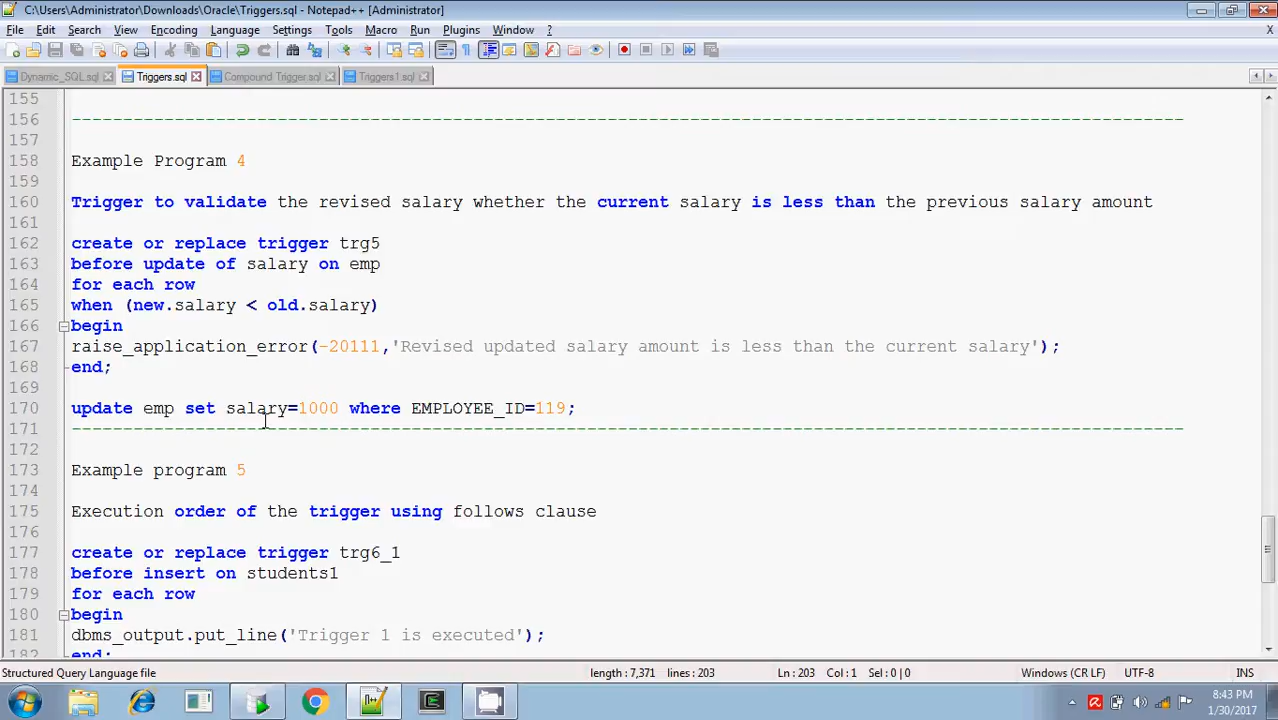 C:\Users\Administrator\Downloads\Oracle\Triggers.sql - Notepad++ [Administrator]
File Edit Search View Encoding Language Settings Tools Macro Run Plugins Window ?
X
Dynamic_SQL.sql Triggers.sql Compound Trigger.sql Triggers1.sql
155
156 ------------------------------------------------------------------------------------------------------------
157
158 Example Program 4
159
160 Trigger to validate the revised salary whether the current salary is less than the previous salary amount
161
162 create or replace trigger trg5
163 before update of salary on emp
164 for each row
165 when (new.salary < old.salary)
166 begin
167 raise_application_error(-20111,'Revised updated salary amount is less than the current salary');
168 end;
169
170 update emp set salary=1000 where EMPLOYEE_ID=119;
171 ------------------------------------------------------------------------------------------------------------
172
173 Example program 5
174
175 Execution order of the trigger using follows clause
176
177 create or replace trigger trg6_1
178 before insert on students1
179 for each row
180 begin
181 dbms_output.put_line('Trigger 1 is executed');
end;
Structured Query Language file length : 7,371 lines : 203 Ln : 203 Col : 1 Sel : 0 | 0 Windows (CR LF) UTF-8 INS
8:43 PM
1/30/2017